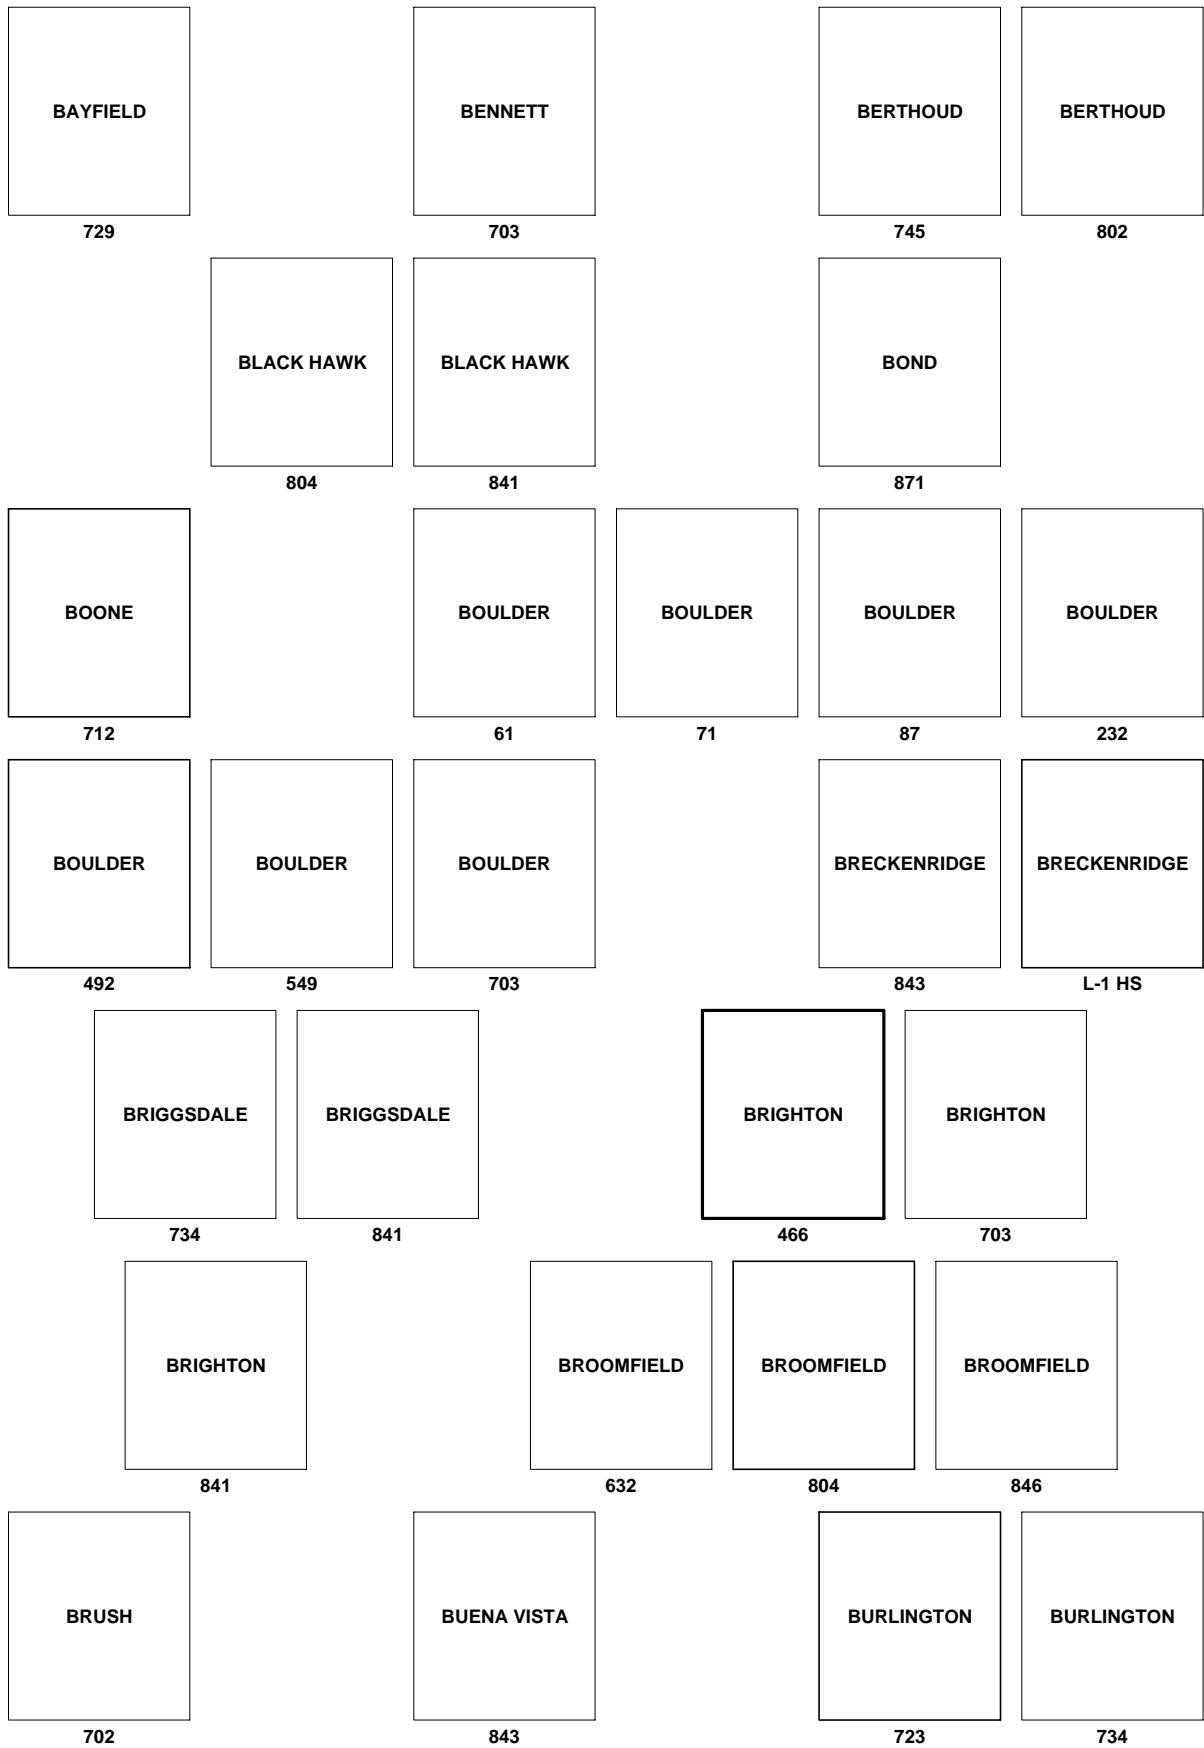 BAYFIELD BENNETT BERTHOUD BERTHOUD
729 703 745 802
BLACK HAWK BLACK HAWK BOND
804 841 871
BOONE BOULDER BOULDER BOULDER BOULDER
712 61 71 87 232
BOULDER BOULDER BOULDER BRECKENRIDGE BRECKENRIDGE
492 549 703 843 L-1 HS
BRIGGSDALE BRIGGSDALE BRIGHTON BRIGHTON
734 841 466 703
BRIGHTON BROOMFIELD BROOMFIELD BROOMFIELD
841 632 804 846
BRUSH BUENA VISTA BURLINGTON BURLINGTON
702 843 723 734